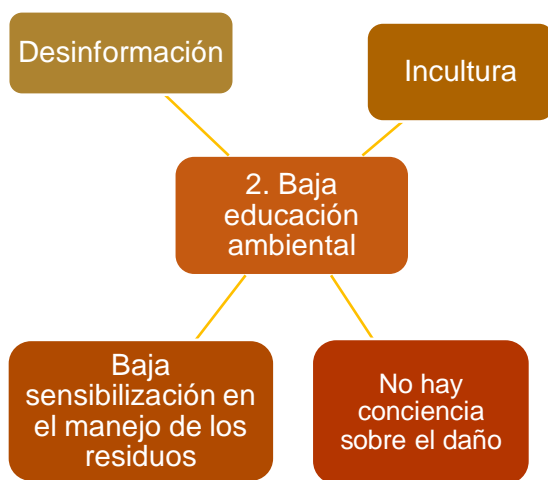 Desinformación
Incultura
2. Baja
educación
ambiental
Baja
sensibilización en
el manejo de los
residuos
No hay
conciencia
sobre el daño